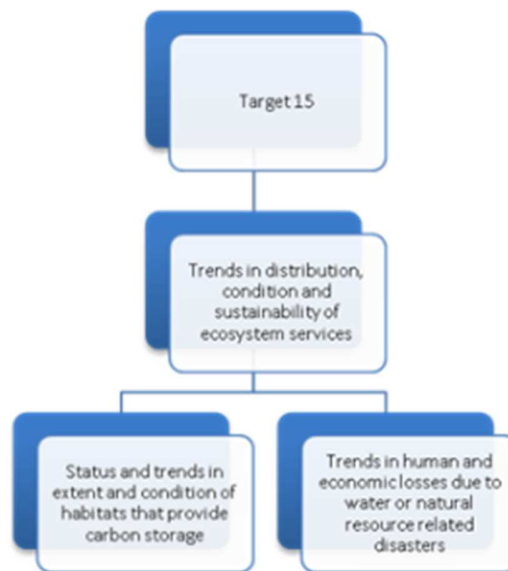 Target 15
Trends in distribution,
condition and
sustainability of
ecosystem services
Status and trends in
extent and condition of
habitats that provide
carbon storage
Trends in human and
economic losses due to
water or natural
resource related
disasters